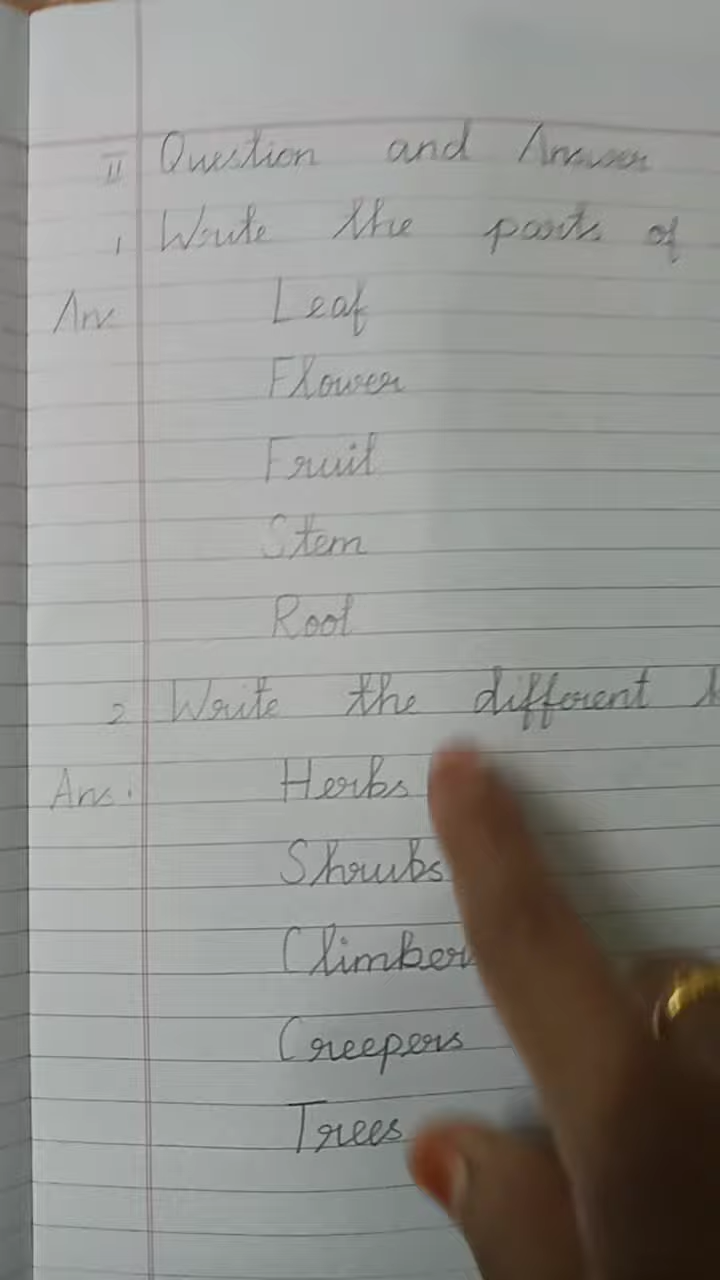 II Question and Answer
1 Write the parts of
Ans Leaf
Flower
Fruit
Stem
Root
2 Write the different
Ans. Herbs
Shrubs
Climber
Creepers
Trees